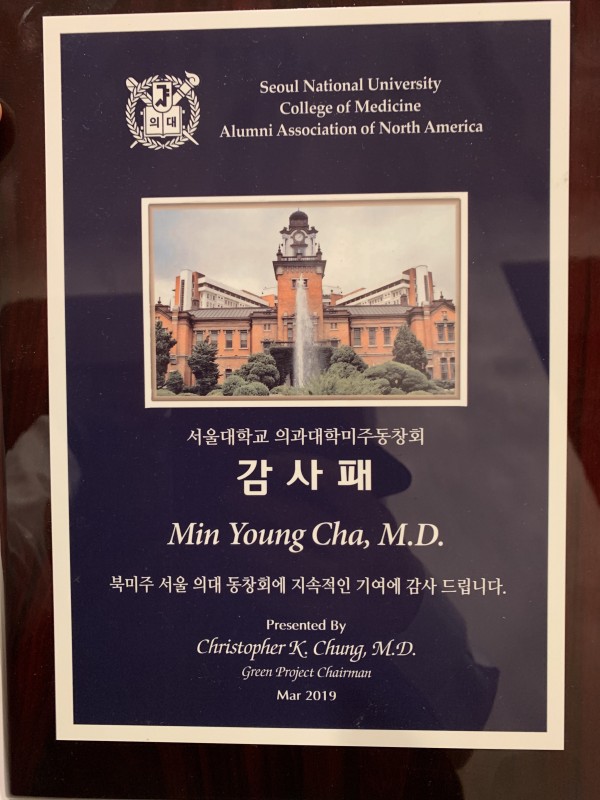 Seoul National University
College of Medicine
Alumni Association of North America
의대
서울대학교 의과대학미주동창회
감사패
Min Young Cha, M.D.
북미주 서울 의대 동창회에 지속적인 기여에 감사 드립니다.
Presented By
Christopher K. Chung, M.D.
Green Project Chairman
Mar 2019